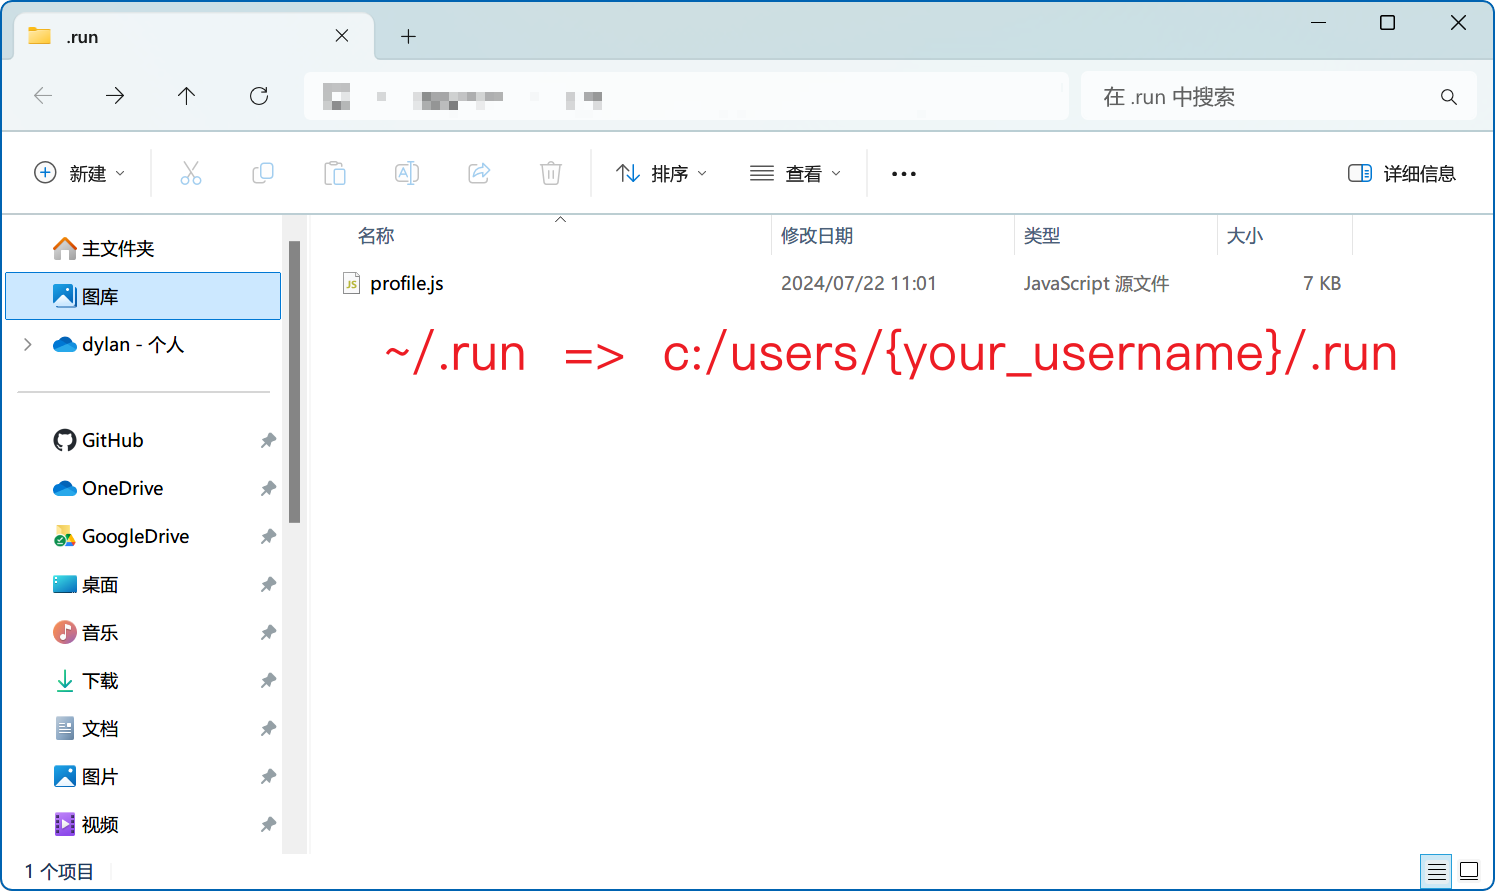 .run
在 .run 中搜索
新建
排序
查看
详细信息
名称 修改日期 类型 大小
profile.js 2024/07/22 11:01 JavaScript 源文件 7 KB
~/.run => c:/users/{your_username}/.run
主文件夹
图库
dylan - 个人
GitHub
OneDrive
GoogleDrive
桌面
音乐
下载
文档
图片
视频
1 个项目